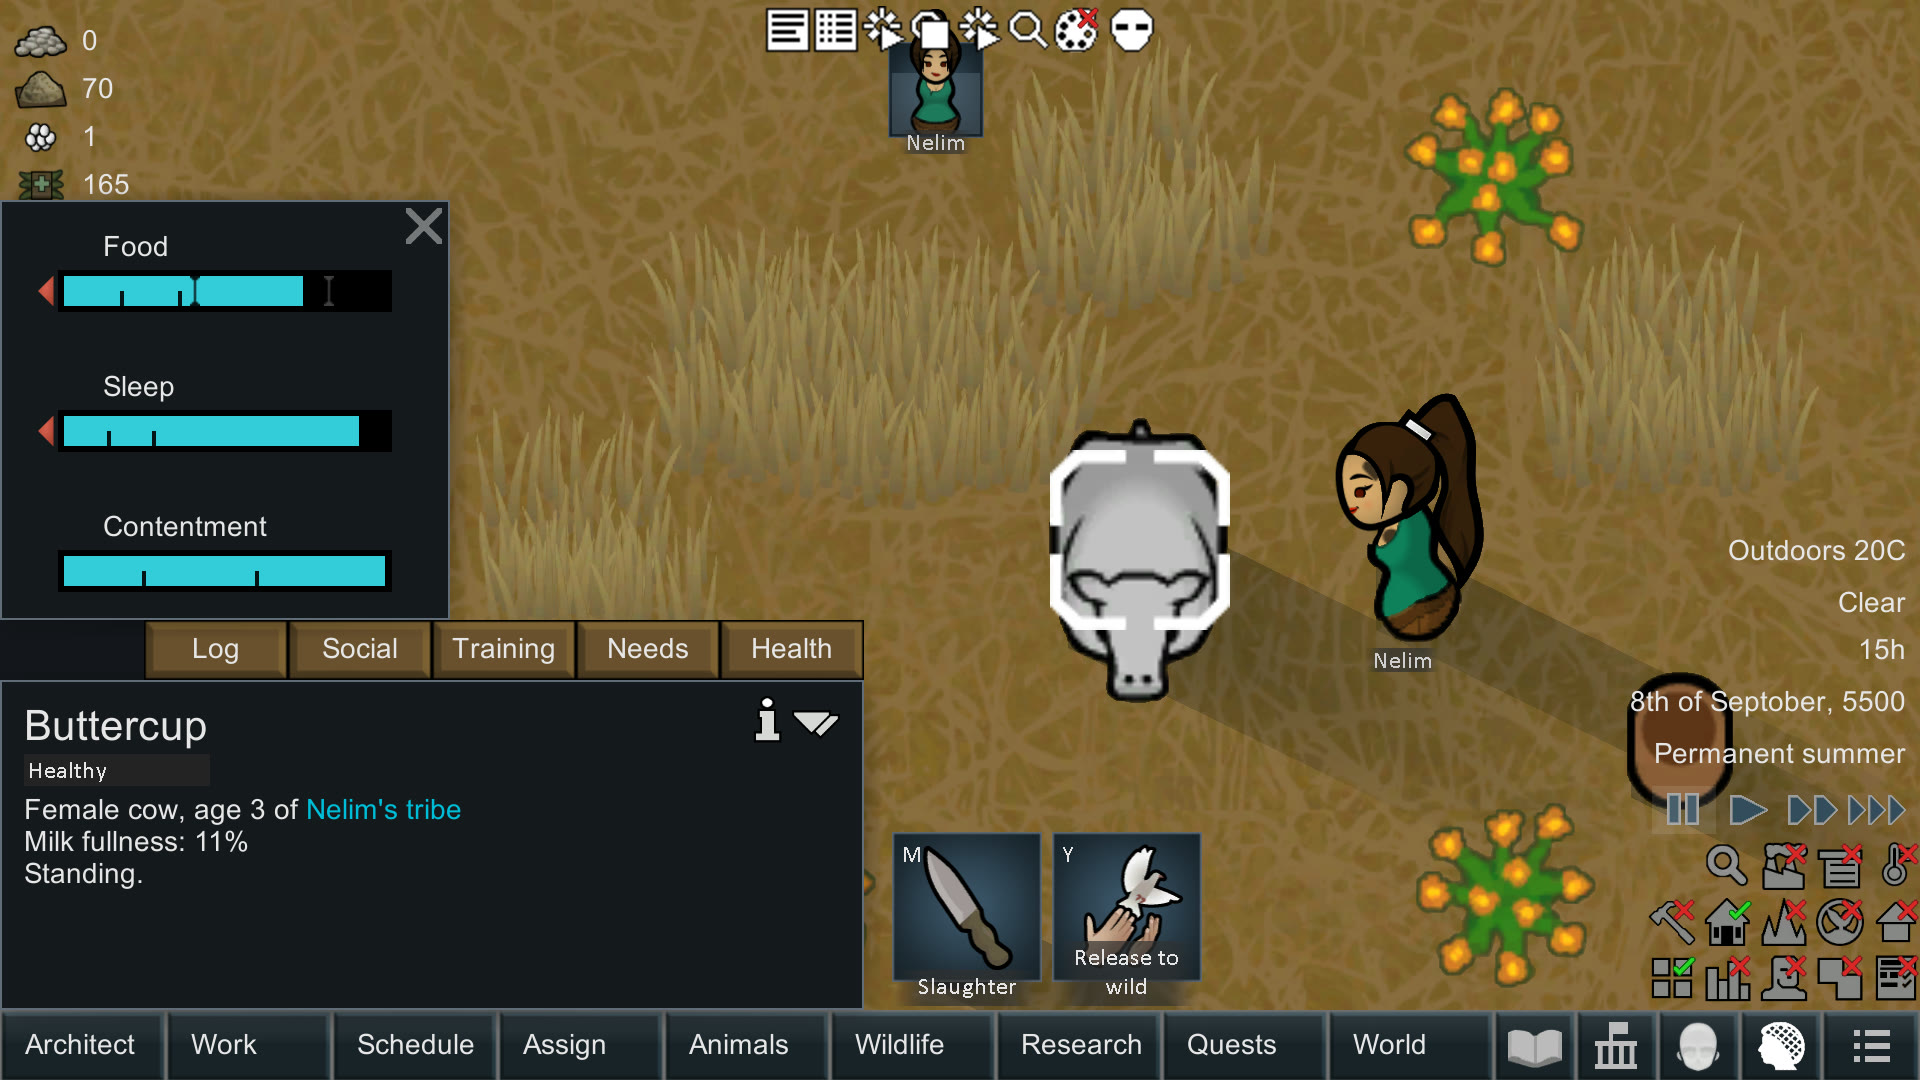 0
70
1
165
Nelim
Food
Sleep
Contentment
Log
Social
Training
Needs
Health
Buttercup
Healthy
Female cow, age 3 of Nelim's tribe
Milk fullness: 11%
Standing.
Nelim
M
Slaughter
Y
Release to
wild
Outdoors 20C
Clear
15h
8th of Septober, 5500
Permanent summer
Architect
Work
Schedule
Assign
Animals
Wildlife
Research
Quests
World